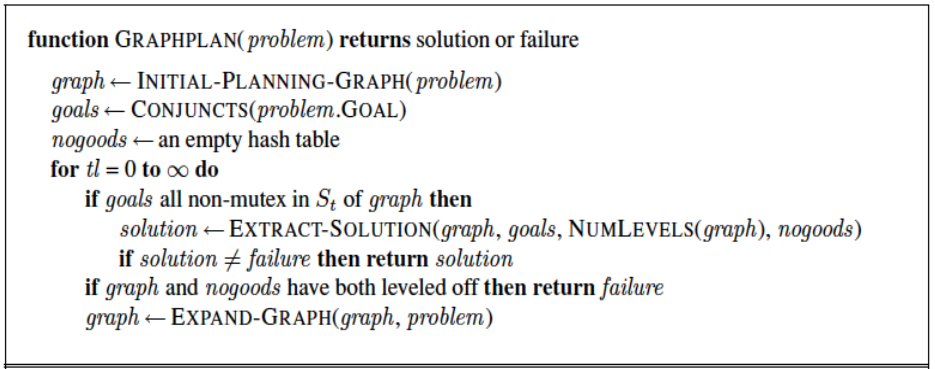 function GRAPHPLAN(problem) returns solution or failure
graph ← INITIAL-PLANNING-GRAPH(problem)
goals ← CONJUNCTS(problem.GOAL)
nogoods ← an empty hash table
for tl = 0 to ∞ do
if goals all non-mutex in St of graph then
solution ← EXTRACT-SOLUTION(graph, goals, NUMLEVELS(graph), nogoods)
if solution ≠ failure then return solution
if graph and nogoods have both leveled off then return failure
graph ← EXPAND-GRAPH(graph, problem)